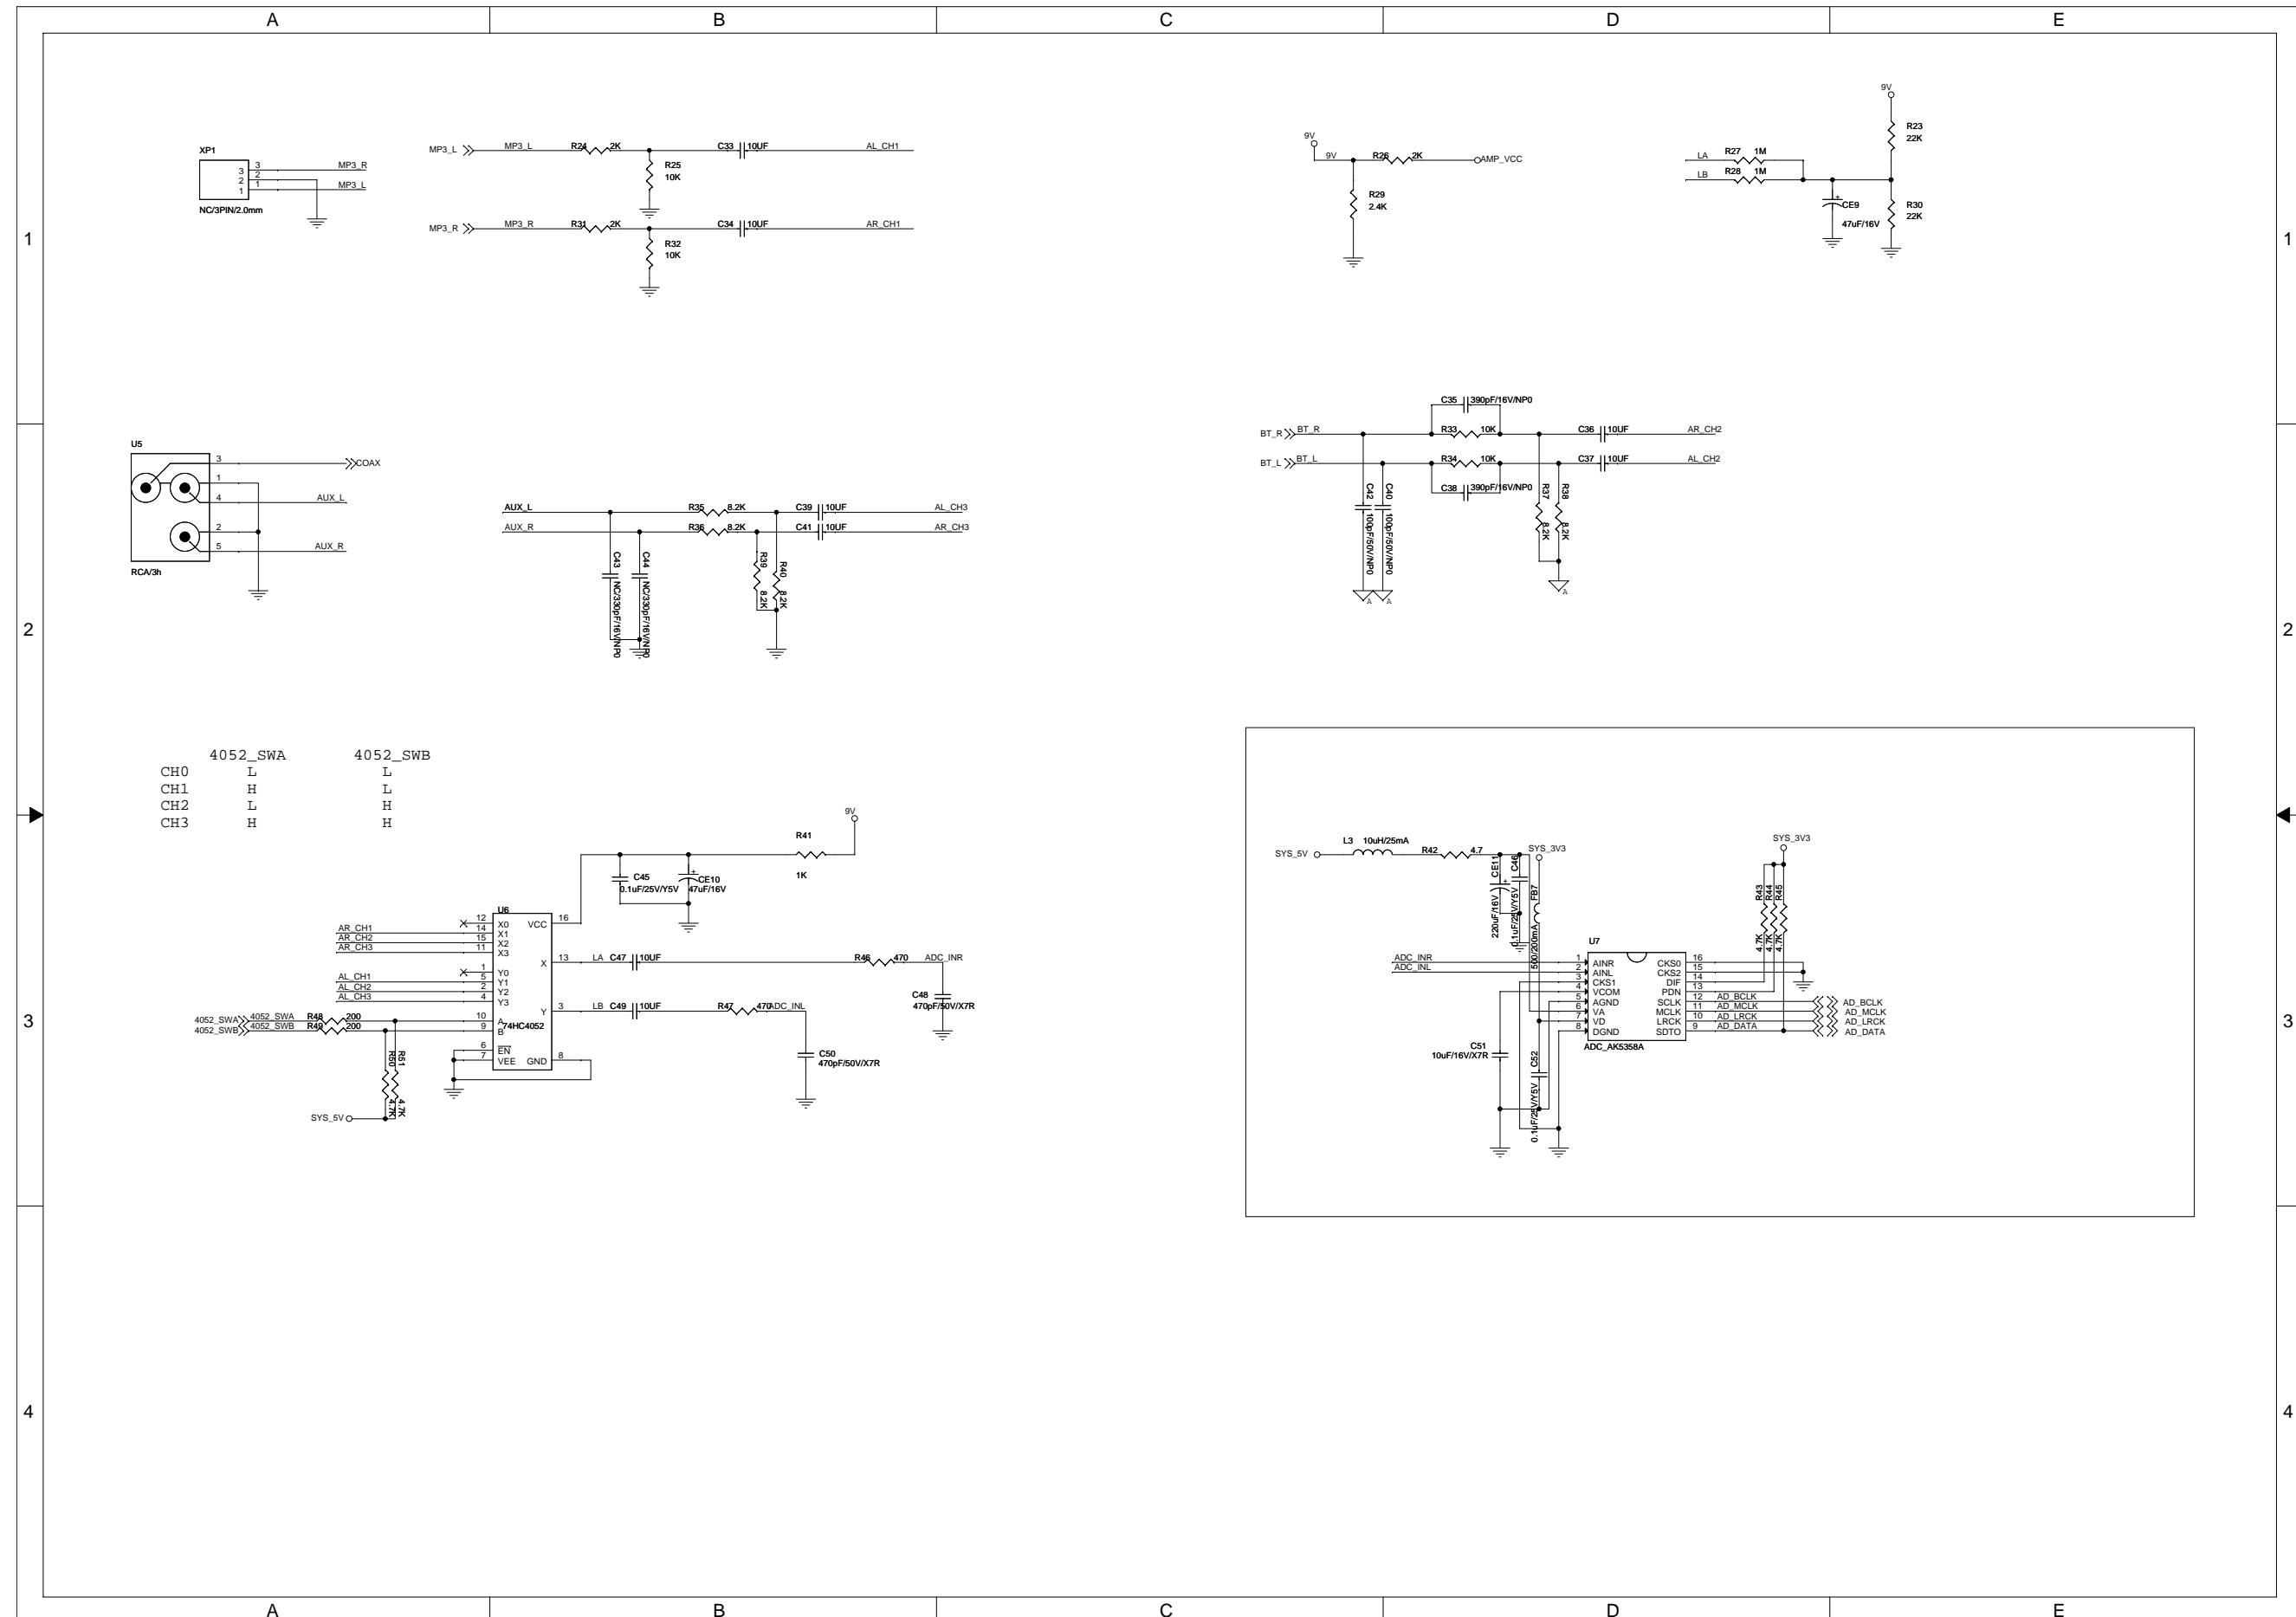 A B C D E
1
XP1
3 3 MP3_R
2 2
1 1 MP3_L
NC/3PIN/2.0mm
MP3_L MP3_L R24 2K C33 10UF AL_CH1
R25
10K
MP3_R MP3_R R31 2K C34 10UF AR_CH1
R32
10K
9V
9V R26 2K AMP_VCC
R29
2.4K
9V
R23
22K
LA R27 1M
LB R28 1M
CE9
47uF/16V
R30
22K
1
U5
3 COAX
1
4 AUX_L
2
5 AUX_R
RCA/3h
2
AUX_L R35 8.2K C39 10UF AL_CH3
AUX_R R36 8.2K C41 10UF AR_CH3
C43 NC/330pF/16V/NP0
C44 NC/330pF/16V/NP0
R39 8.2K
R40 8.2K
C35 390pF/16V/NP0
BT_R BT_R R33 10K C36 10UF AR_CH2
BT_L BT_L R34 10K C37 10UF AL_CH2
C38 390pF/16V/NP0
C42 100pF/50V/NP0
C40 100pF/50V/NP0
R37 8.2K
R38 8.2K
A A A
2
4052_SWA 4052_SWB
CH0 L L
CH1 H L
CH2 L H
CH3 H H
3
9V
R41
1K
C45
0.1uF/25V/Y5V
CE10
47uF/16V
U6
12 X0 VCC 16
AR_CH1 14 X1
AR_CH2 15 X2
AR_CH3 11 X3
X 13 LA C47 10UF R46 470 ADC_INR
1 Y0
AL_CH1 5 Y1
AL_CH2 2 Y2
AL_CH3 4 Y3
Y 3 LB C49 10UF R47 470 ADC_INL
C48
470pF/50V/X7R
4052_SWA 4052_SWA R48 200 10 A
4052_SWB 4052_SWB R49 200 9 B
74HC4052
6 EN
7 VEE GND 8
C50
470pF/50V/X7R
R50 4.7K
R51 4.7K
SYS_5V
SYS_5V L3 10uH/25mA R42 4.7
CE11 220uF/16V
C46 0.1uF/25V/Y5V
SYS_3V3
FB7 500/200mA
SYS_3V3
R43 4.7K
R44 4.7K
R45 4.7K
U7
ADC_INR 1 AINR CKS0 16
ADC_INL 2 AINL CKS2 15
3 CKS1 DIF 14
4 VCOM PDN 13
5 AGND SCLK 12 AD_BCLK AD_BCLK
6 VA MCLK 11 AD_MCLK AD_MCLK
7 VD LRCK 10 AD_LRCK AD_LRCK
8 DGND SDTO 9 AD_DATA AD_DATA
ADC_AK5358A
C51
10uF/16V/X7R
C52 0.1uF/25V/Y5V
3
4 4
A B C D E